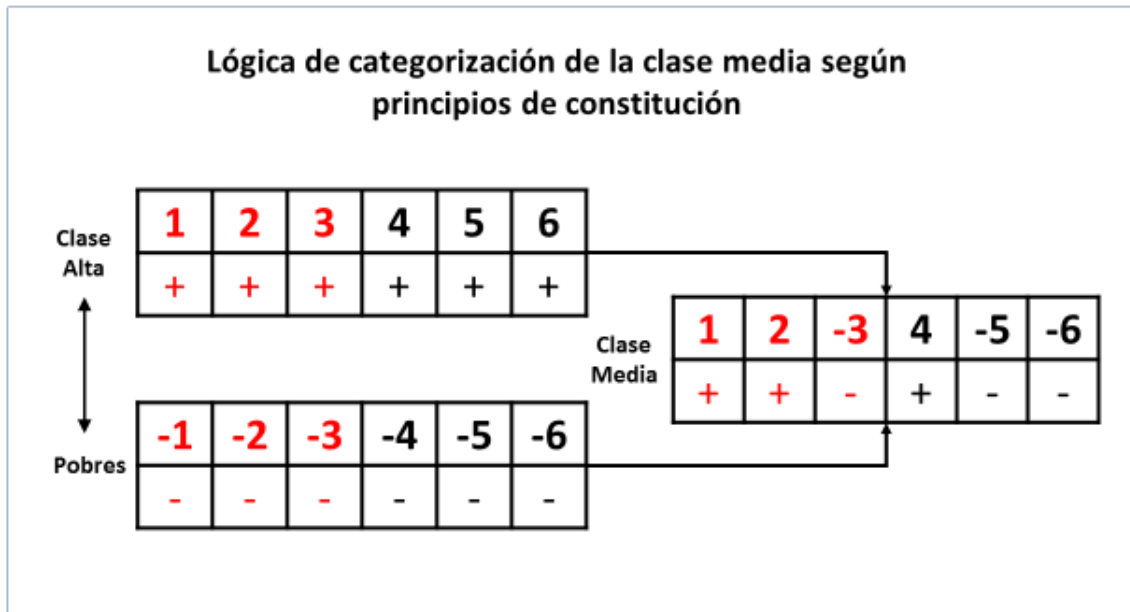 Lógica de categorización de la clase media según
principios de constitución
Clase
Alta
1 2 3 4 5 6
+ + + + + +
Clase
Media
1 2 -3 4 -5 -6
+ + - + - -
Pobres
-1 -2 -3 -4 -5 -6
- - - - - -